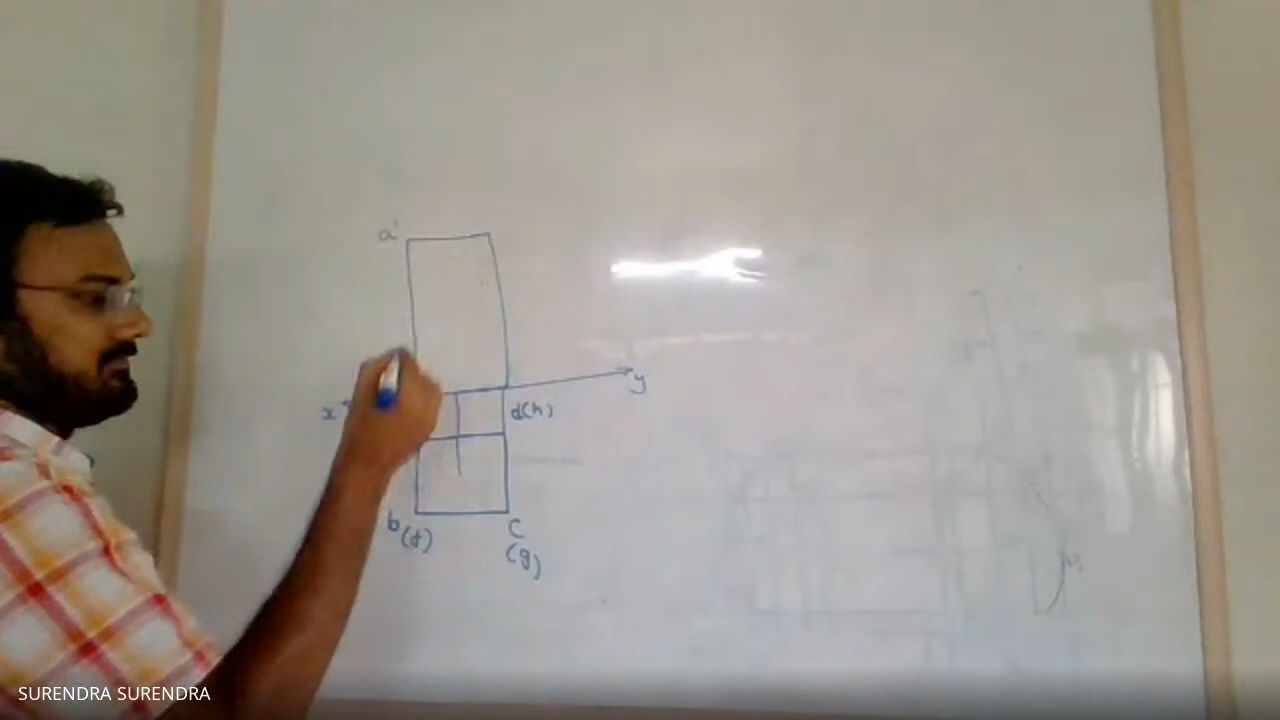 a'
x
y
d(h)
b
(f)
c
(g)
SURENDRA SURENDRA